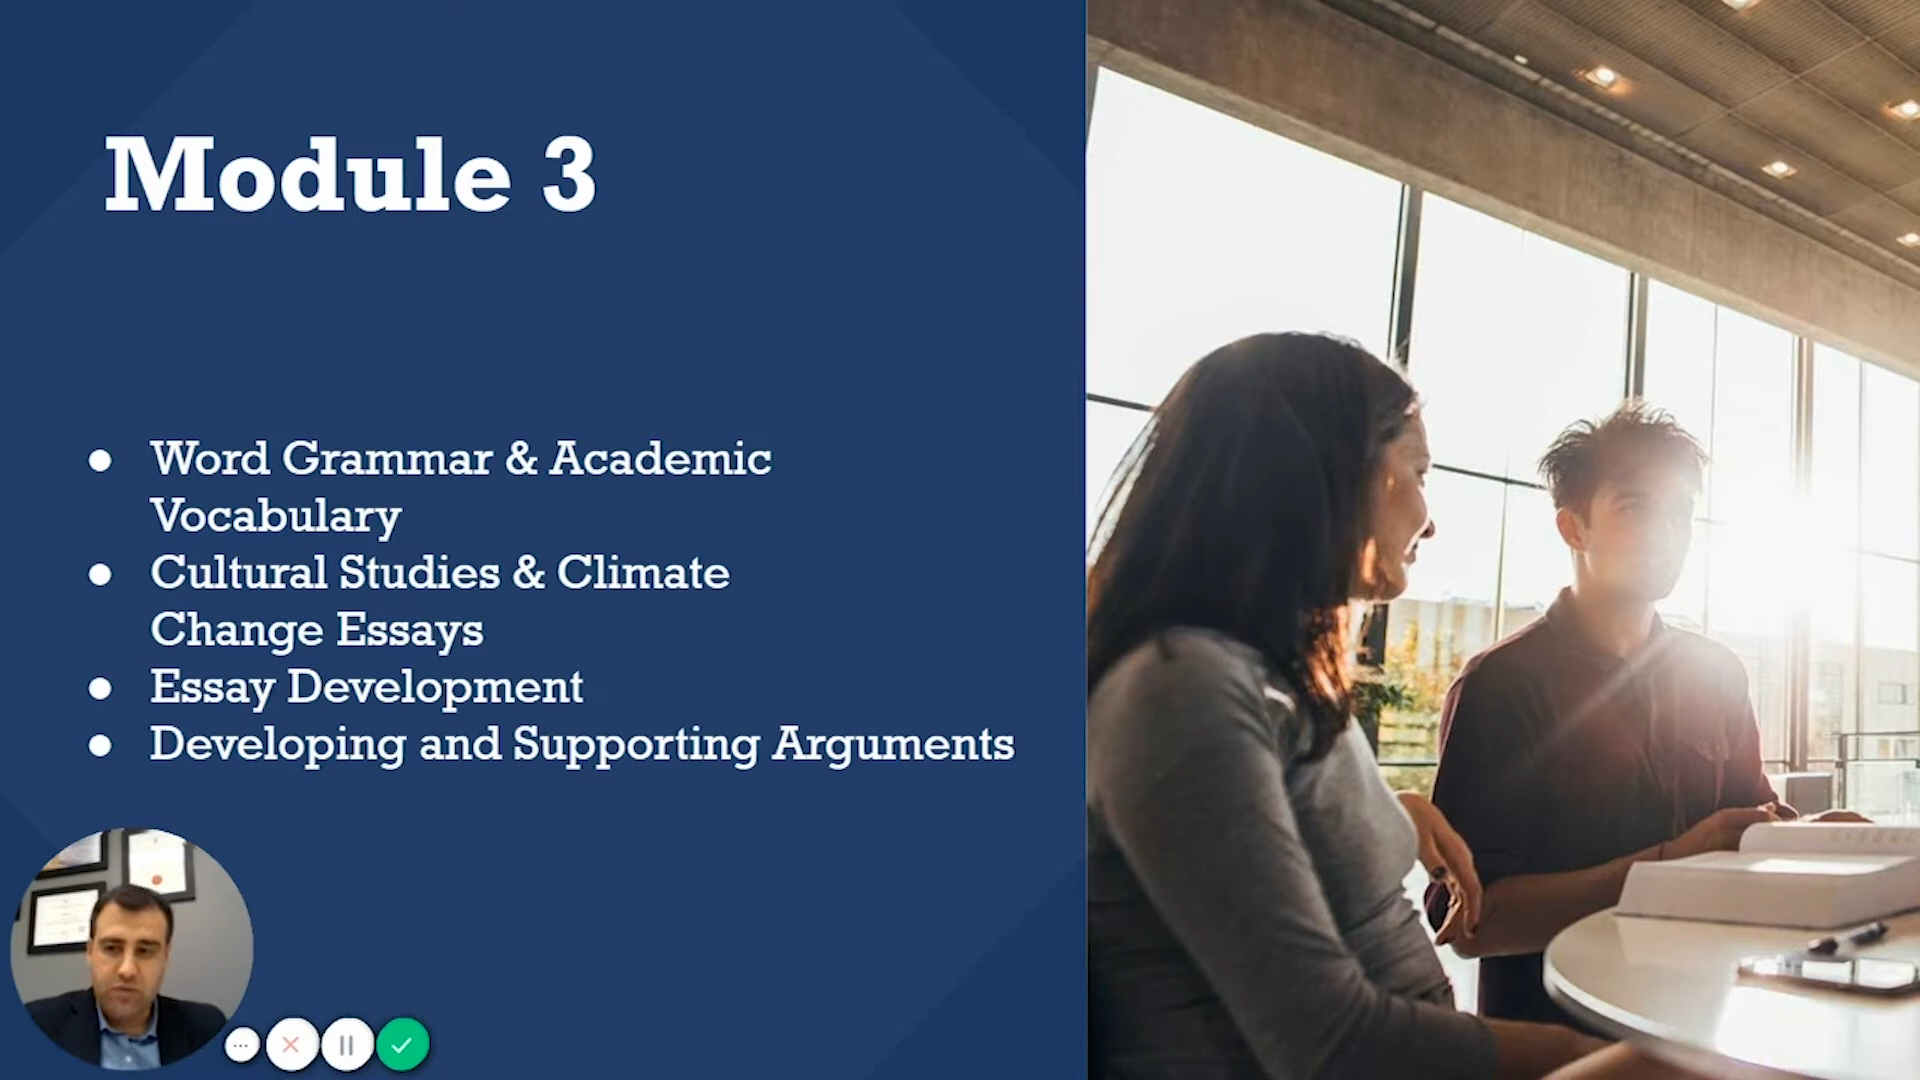 Module 3
● Word Grammar & Academic
Vocabulary
● Cultural Studies & Climate
Change Essays
● Essay Development
● Developing and Supporting Arguments